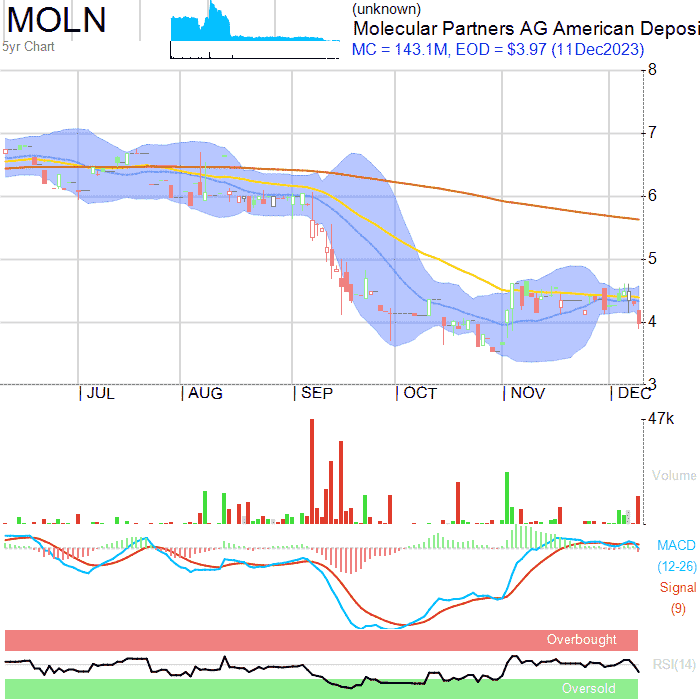 MOLN
5yr Chart
(unknown)
Molecular Partners AG American Deposi
MC = 143.1M, EOD = $3.97 (11Dec2023)
8
7
6
5
4
3
JUL
AUG
SEP
OCT
NOV
DEC
47k
Volume
MACD
(12-26)
Signal
(9)
Overbought
RSI(14)
Oversold